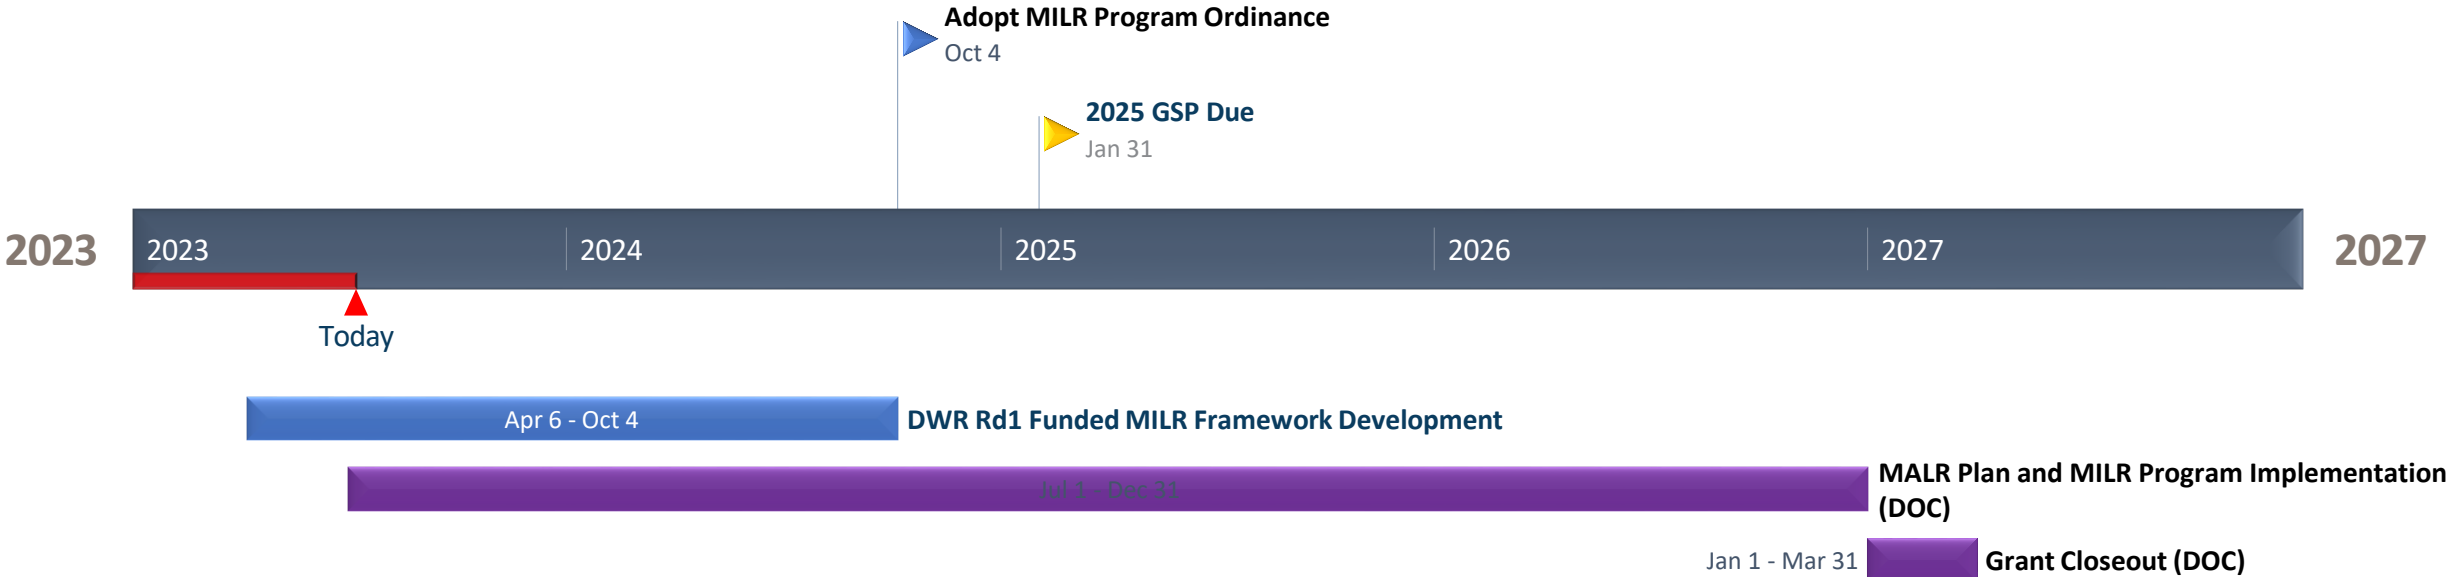 Adopt MILR Program Ordinance
Oct 4
2025 GSP Due
Jan 31
2023
2023
2024
2025
2026
2027
2027
Today
Apr 6 - Oct 4
DWR Rd1 Funded MILR Framework Development
Jul 1 - Dec 31
MALR Plan and MILR Program Implementation
(DOC)
Jan 1 - Mar 31
Grant Closeout (DOC)